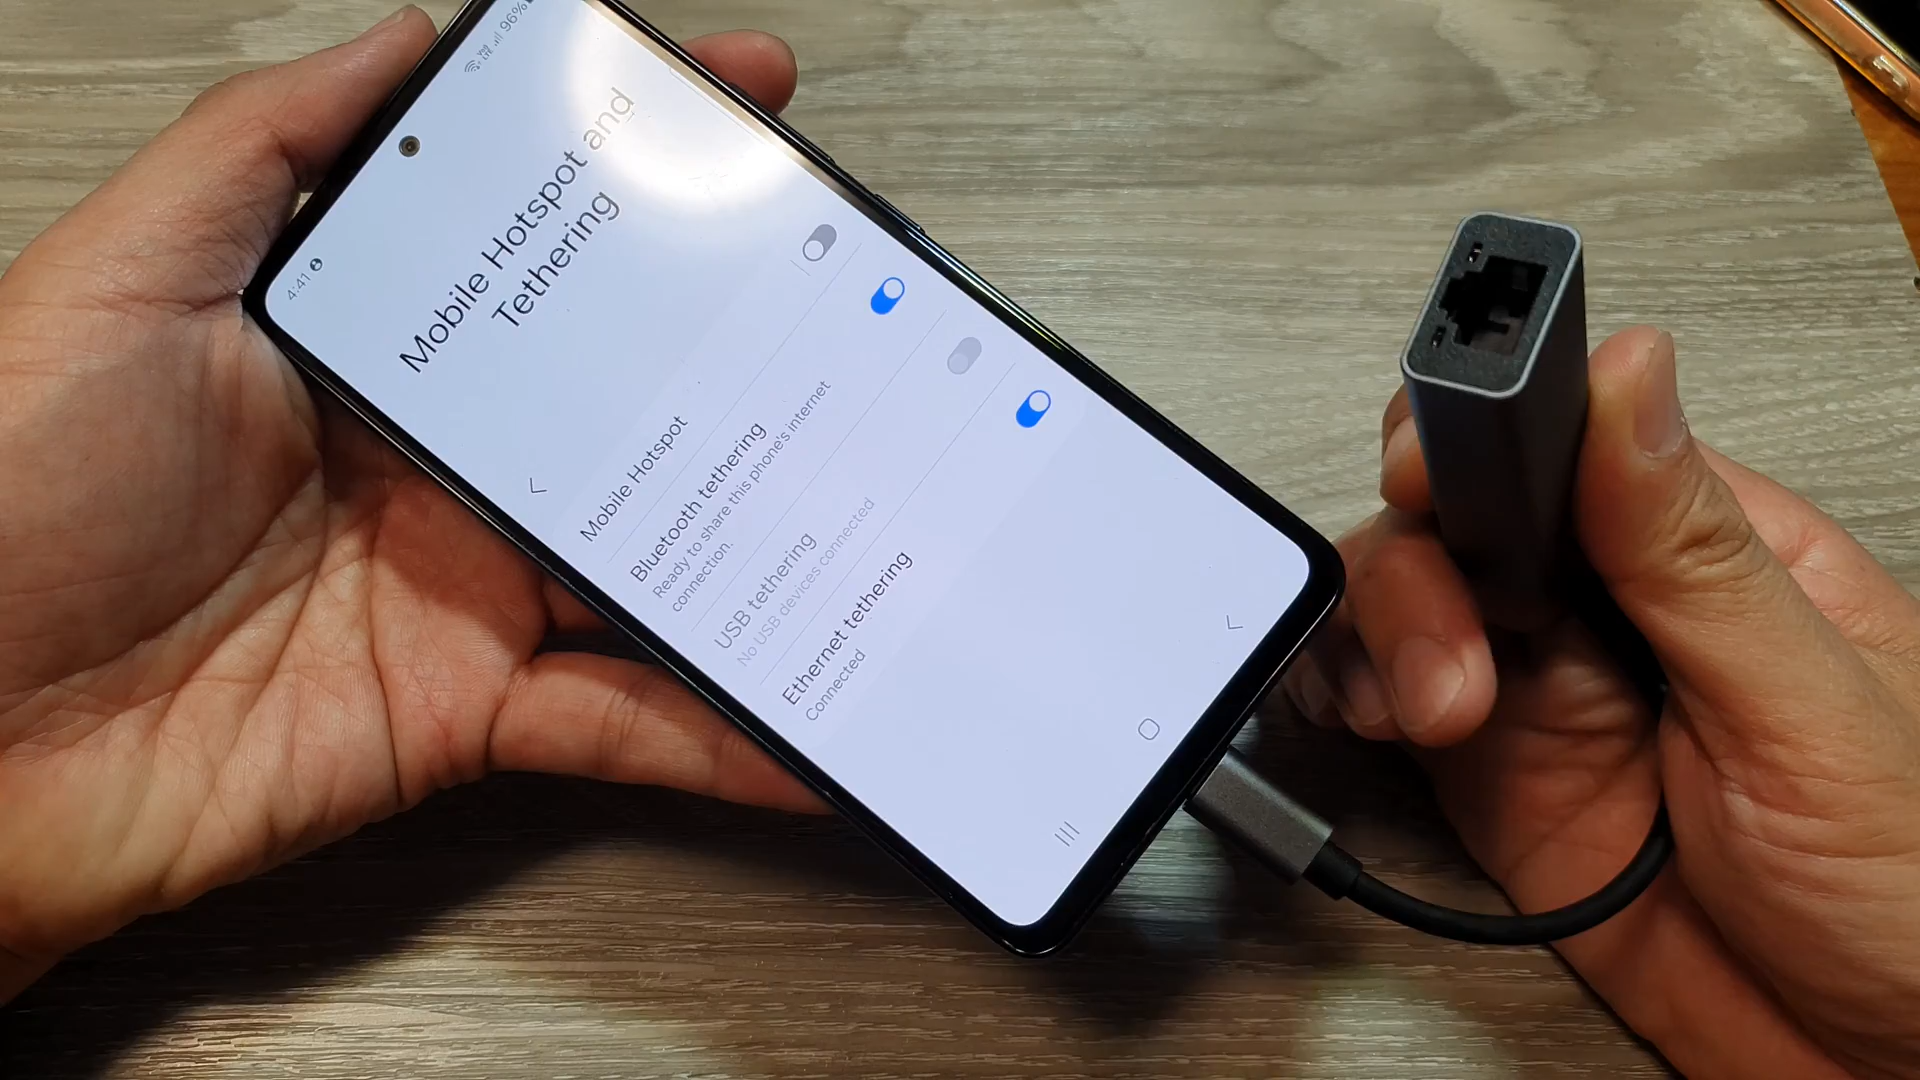 4:41
96%
Mobile Hotspot and
Tethering
Mobile Hotspot
Bluetooth tethering
Ready to share this phone's internet
connection.
USB tethering
No USB devices connected
Ethernet tethering
Connected